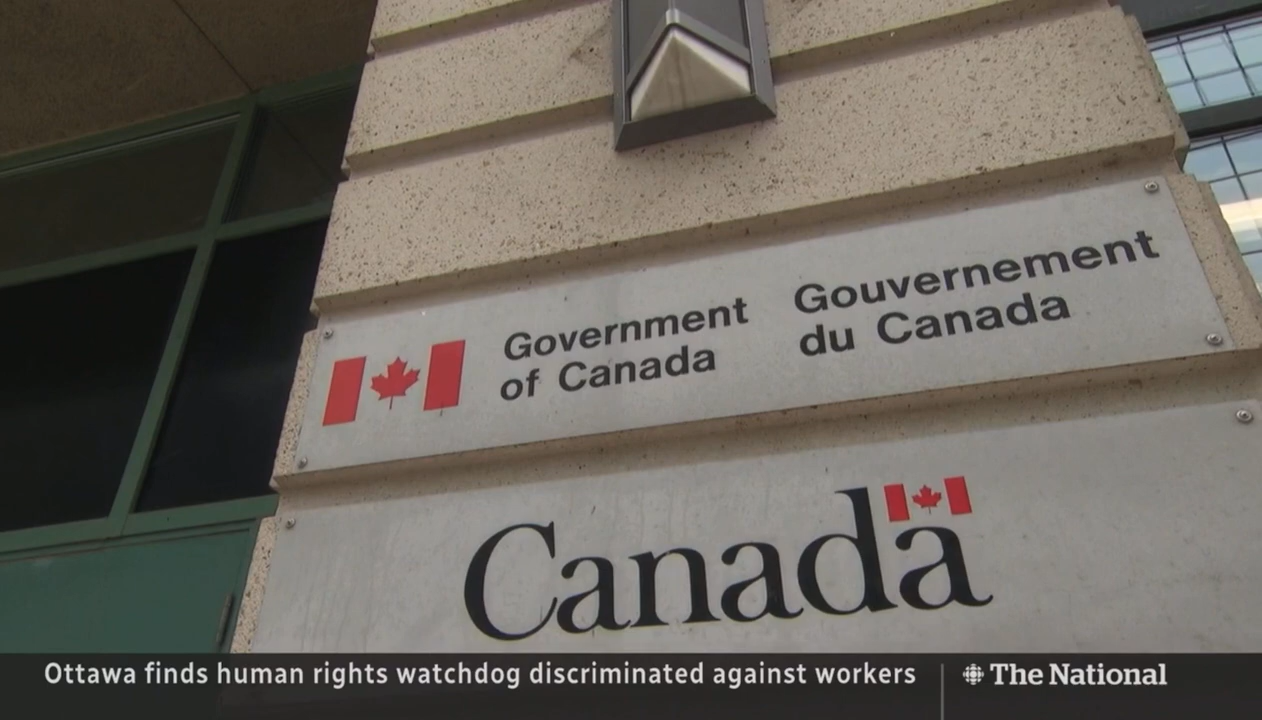 Government
of Canada
Gouvernement
du Canada
Canada
Ottawa finds human rights watchdog discriminated against workers
The National